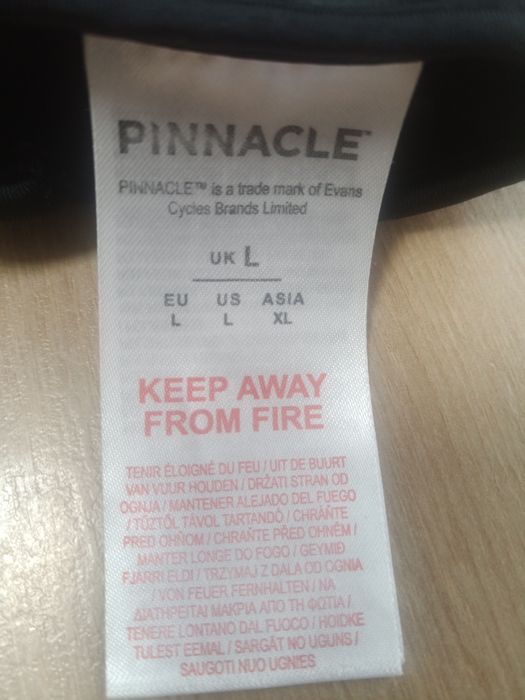 PINNACLE™
PINNACLE™ is a trade mark of Evans
Cycles Brands Limited
UK L
EU US ASIA
L L XL
KEEP AWAY
FROM FIRE
TENIR ÉLOIGNÉ DU FEU / UIT DE BUURT
VAN VUUR HOUDEN / DRŽATI STRAN OD
OGNJA / MANTENER ALEJADO DEL FUEGO
/ TŰZTŐL TÁVOL TARTANDÓ / CHRÁŇTE
PRED OHŇOM / CHRAŇTE PŘED OHNĚM /
MANTER LONGE DO FOGO / GEYMIÐ
FJARRI ELDI / TRZYMAJ Z DALA OD OGNIA
/ VON FEUER FERNHALTEN / ΝΑ
ΔΙΑΤΗΡΕΙΤΑΙ ΜΑΚΡΙΑ ΑΠΟ ΤΗ ΦΩΤΙΑ /
TENERE LONTANO DAL FUOCO / HOIDKE
TULEST EEMAL / SARGĀT NO UGUNS /
SAUGOTI NUO UGNIES